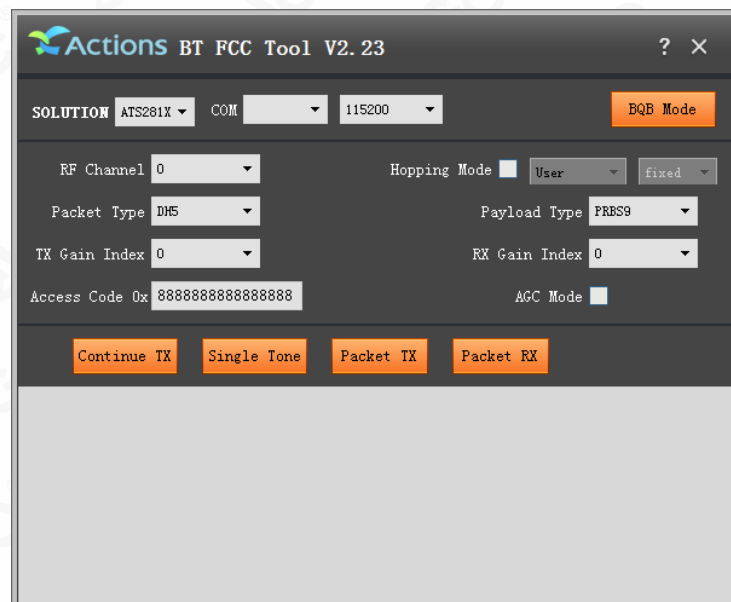 Actions BT FCC Tool V2.23 ? ×
SOLUTION ATS281X COM 115200 BQB Mode
RF Channel 0 Hopping Mode User fixed
Packet Type DH5 Payload Type PRBS9
TX Gain Index 0 RX Gain Index 0
Access Code 0x 8888888888888888 AGC Mode
Continue TX Single Tone Packet TX Packet RX